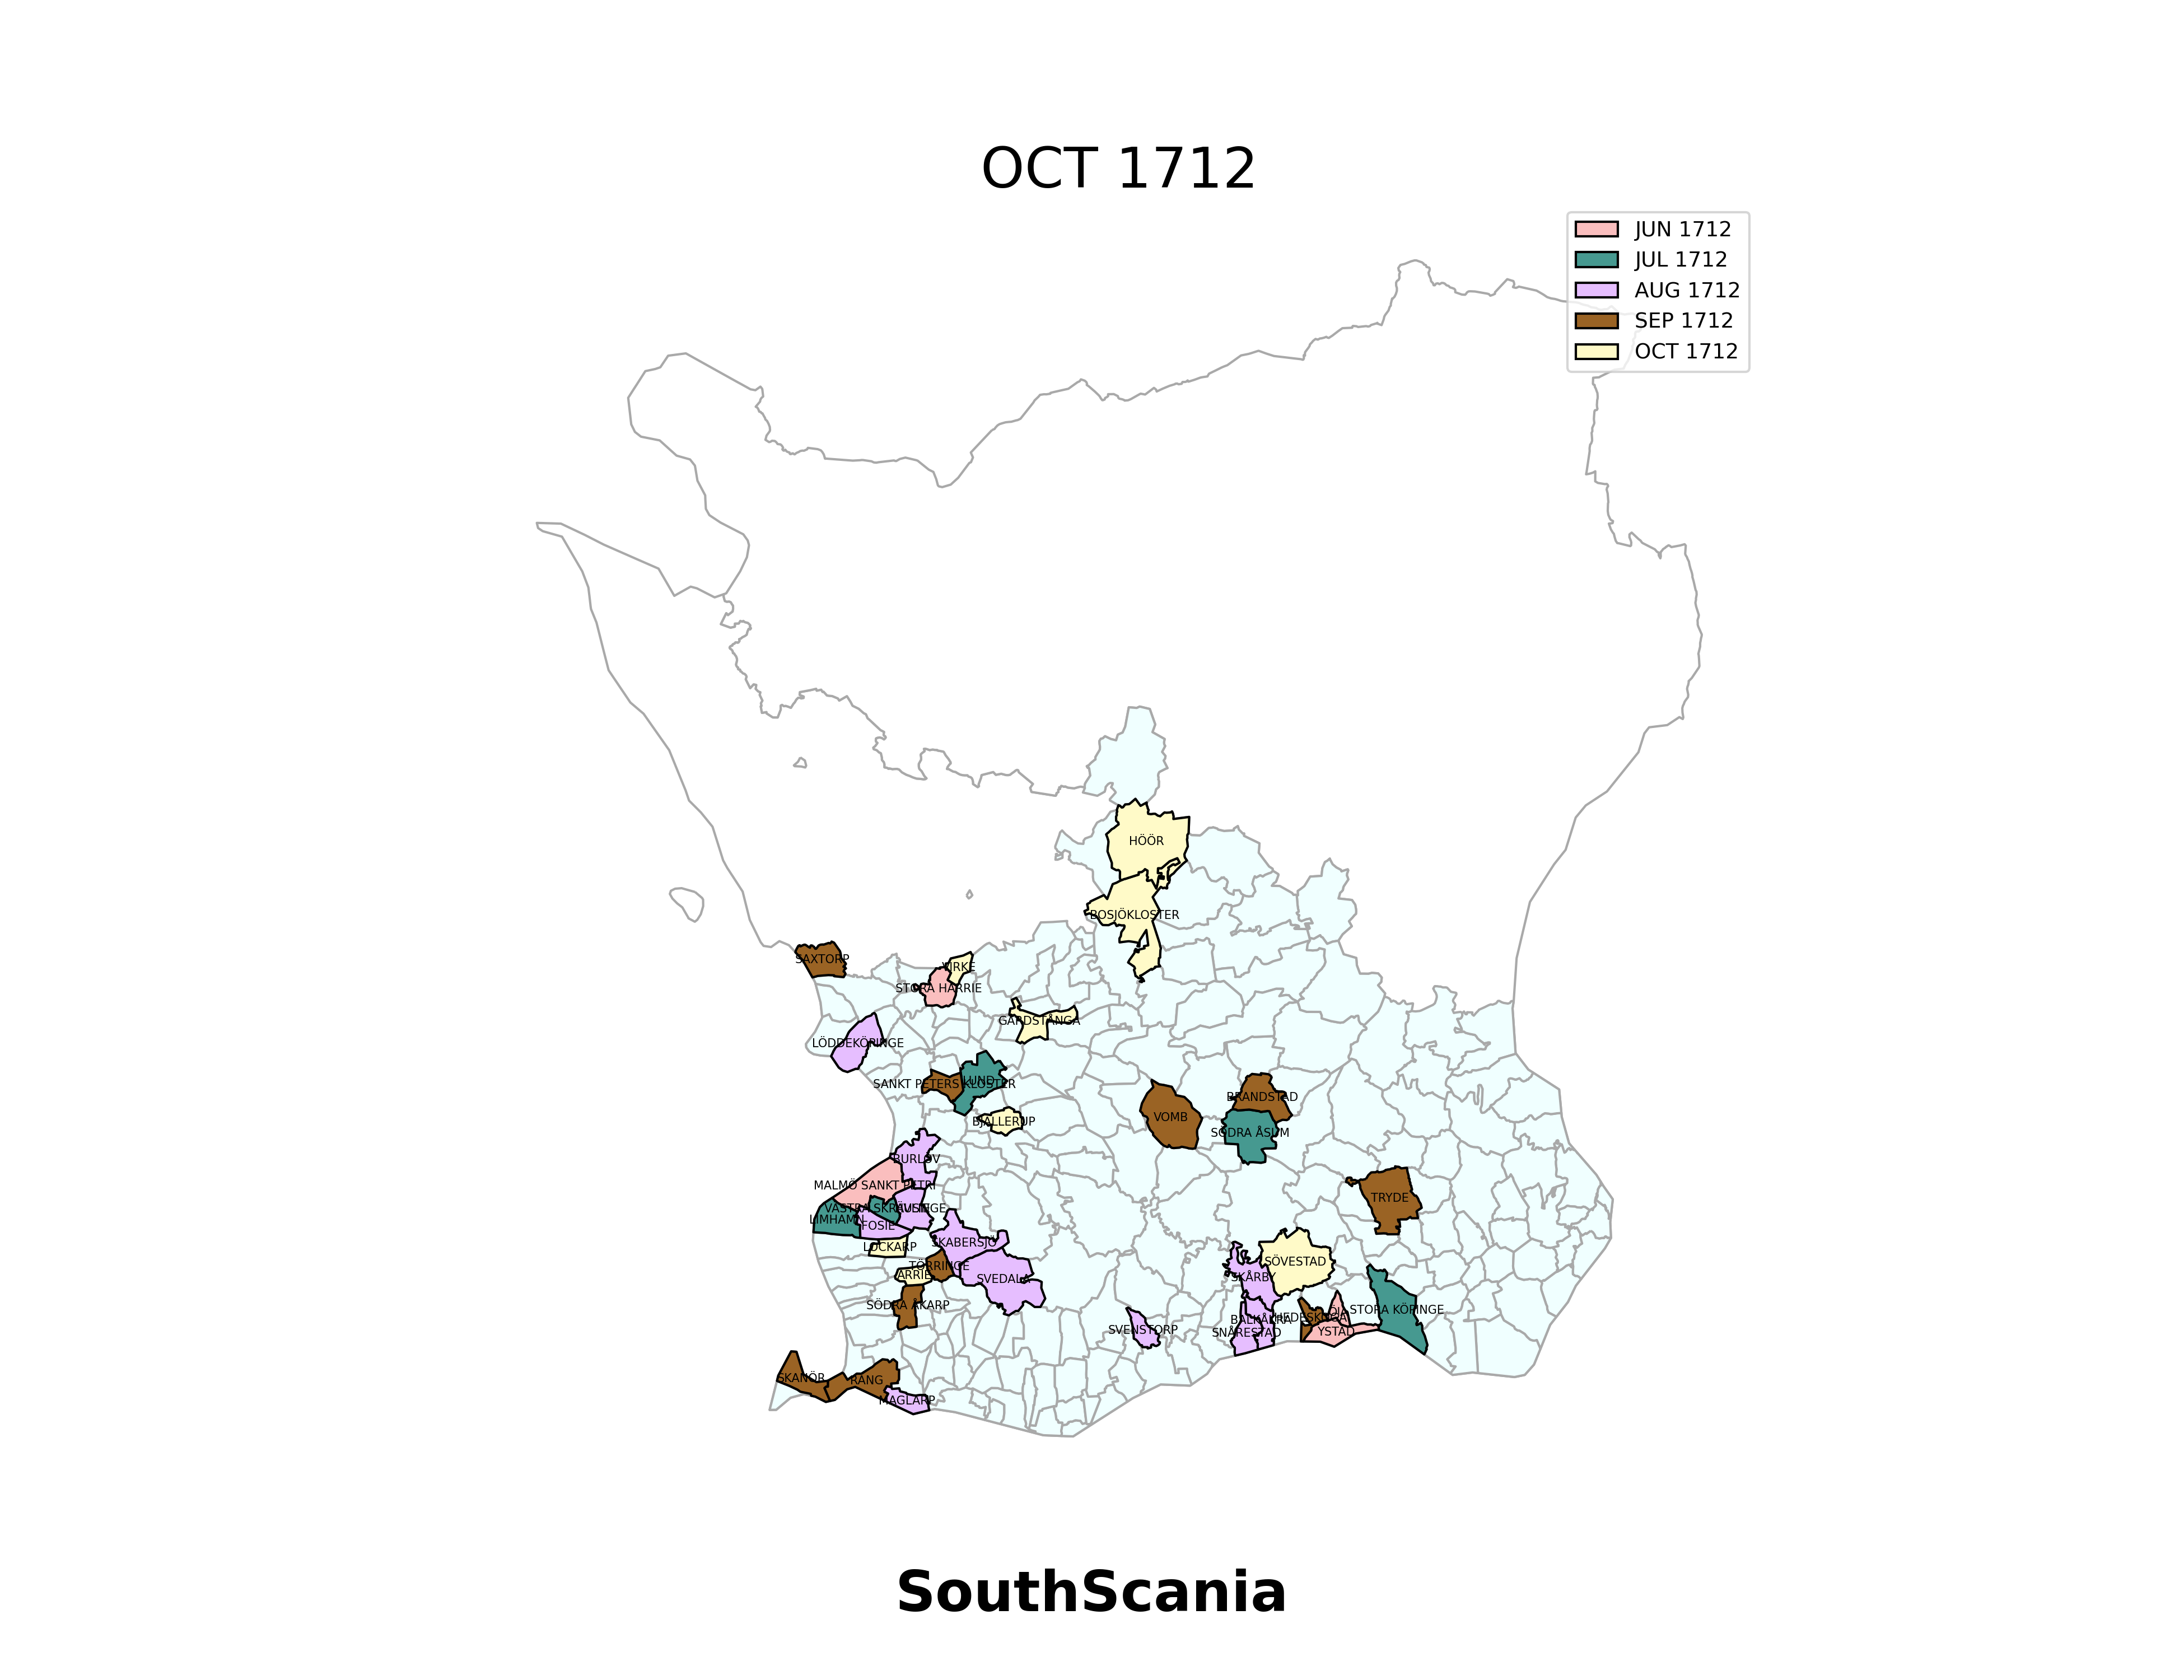 OCT 1712
JUN 1712
JUL 1712
AUG 1712
SEP 1712
OCT 1712
HÖÖR
BOSJÖKLOSTER
SAXTORP
VIRKE
STORA HARRIE
GÅRDSTÅNGA
LÖDDEKÖPINGE
LUND
SANKT PETERS KLOSTER
BRANDSTAD
VOMB
BJÄLLERUP
SÖDRA ÅSUM
BURLÖV
MALMÖ SANKT PETRI
TRYDE
VÄSTRA SKRÄVLINGE
LIMHAMN
FOSIE
SKABERSJÖ
LOCKARP
SÖVESTAD
TÖRRINGE
ARRIE
SVEDALA
SKÅRBY
SÖDRA ÅKARP
STORA KÖPINGE
HEDESKOGA
BALKÅKRA
SVENSTORP
SNÅRESTAD
YSTAD
SKANÖR
RÄNG
MAGLARP
SouthScania